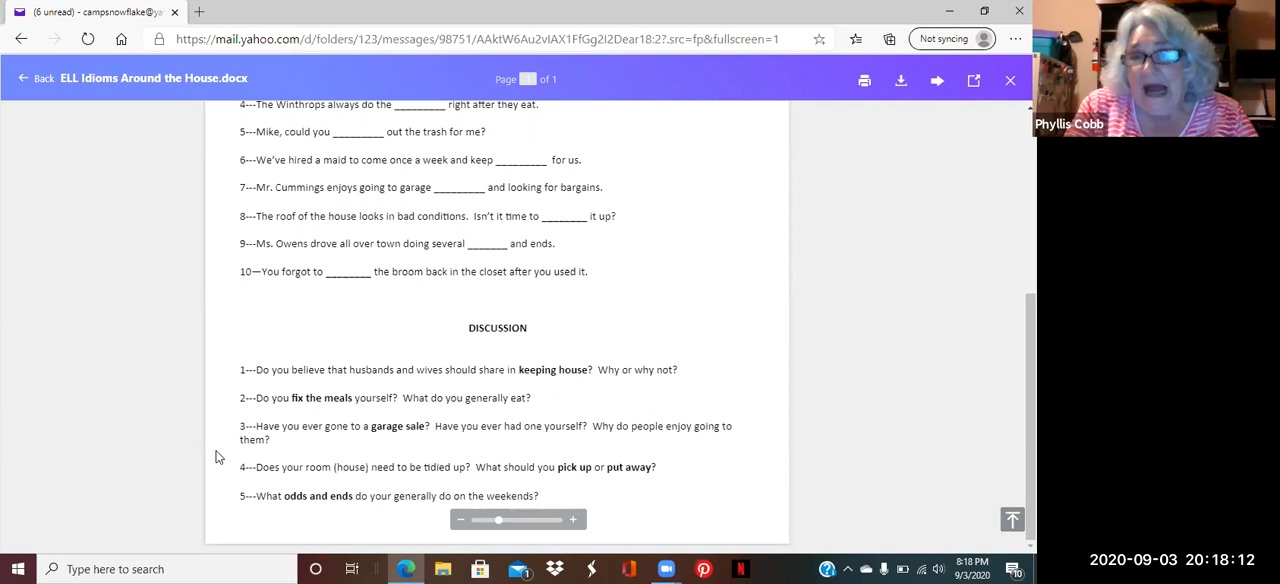 (6 unread) - campsnowflake@ya
https://mail.yahoo.com/d/folders/123/messages/98751/AAktW6Au2vIAX1FfGg2I2Dear18:2?.src=fp&fullscreen=1
Not syncing
Back ELL Idioms Around the House.docx
Page 1 of 1
Phyllis Cobb
4---The Winthrops always do the _________ right after they eat.
5---Mike, could you _________ out the trash for me?
6---We've hired a maid to come once a week and keep _________ for us.
7---Mr. Cummings enjoys going to garage _________ and looking for bargains.
8---The roof of the house looks in bad conditions. Isn't it time to ________ it up?
9---Ms. Owens drove all over town doing several _______ and ends.
10—You forgot to ________ the broom back in the closet after you used it.
DISCUSSION
1---Do you believe that husbands and wives should share in keeping house? Why or why not?
2---Do you fix the meals yourself? What do you generally eat?
3---Have you ever gone to a garage sale? Have you ever had one yourself? Why do people enjoy going to
them?
4---Does your room (house) need to be tidied up? What should you pick up or put away?
5---What odds and ends do your generally do on the weekends?
Type here to search
1
8:18 PM
9/3/2020
10
2020-09-03 20:18:12